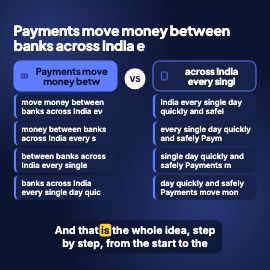 Payments move money between
banks across India e
Payments move
money betw
VS
across India
every singl
move money between
banks across India ev
India every single day
quickly and safel
money between banks
across India every s
every single day quickly
and safely Paym
between banks across
India every single
single day quickly and
safely Payments m
banks across India
every single day quic
day quickly and safely
Payments move mon
And that is the whole idea, step
by step, from the start to the